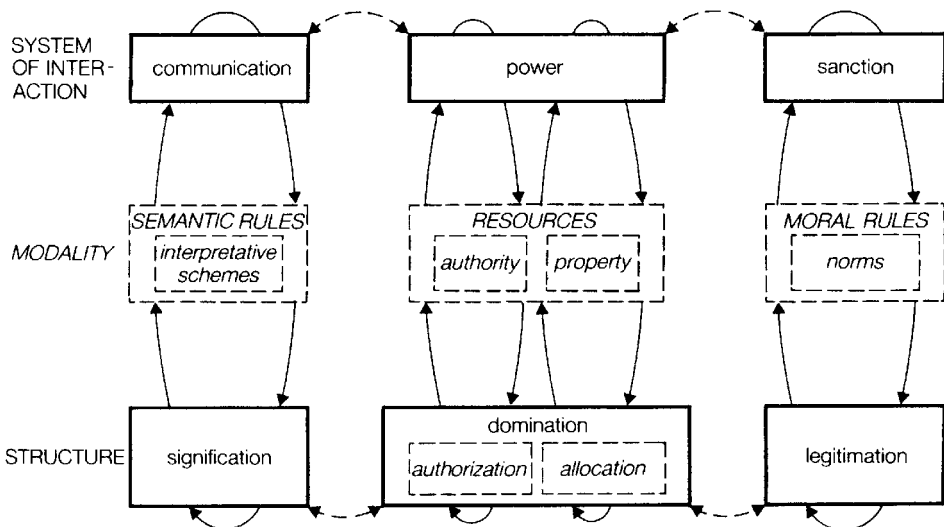 SYSTEM
OF INTER-
ACTION
communication
power
sanction
MODALITY
SEMANTIC RULES
interpretative
schemes
RESOURCES
authority
property
MORAL RULES
norms
STRUCTURE
signification
domination
authorization
allocation
legitimation